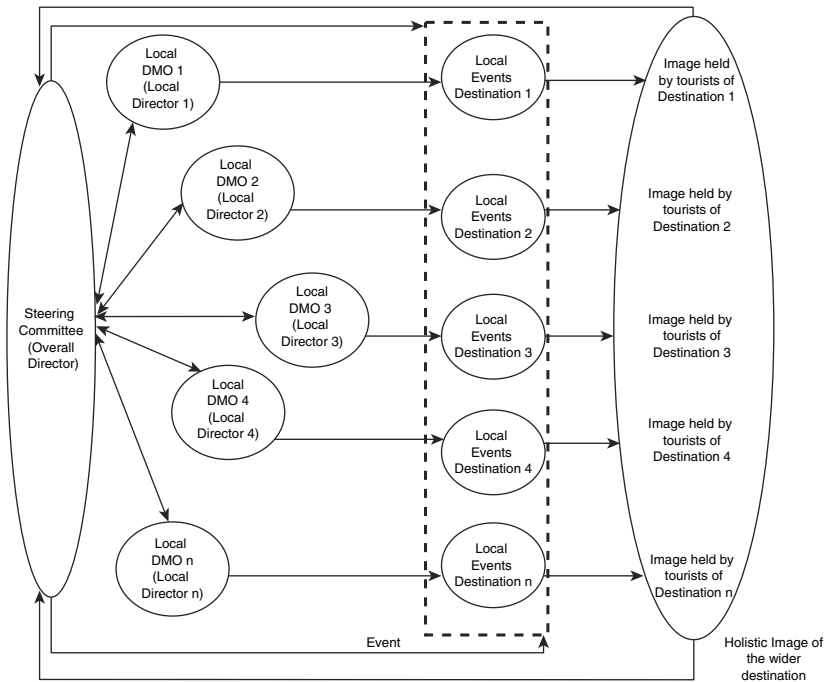 Steering
Committee
(Overall
Director)
Local
DMO 1
(Local
Director 1)
Local
Events
Destination 1
Image held
by tourists of
Destination 1
Local
DMO 2
(Local
Director 2)
Local
Events
Destination 2
Image held by
tourists of
Destination 2
Local
DMO 3
(Local
Director 3)
Local
Events
Destination 3
Image held by
tourists of
Destination 3
Local
DMO 4
(Local
Director 4)
Local
Events
Destination 4
Image held by
tourists of
Destination 4
Local
DMO n
(Local
Director n)
Local
Events
Destination n
Image held by
tourists of
Destination n
Event
Holistic Image of
the wider
destination